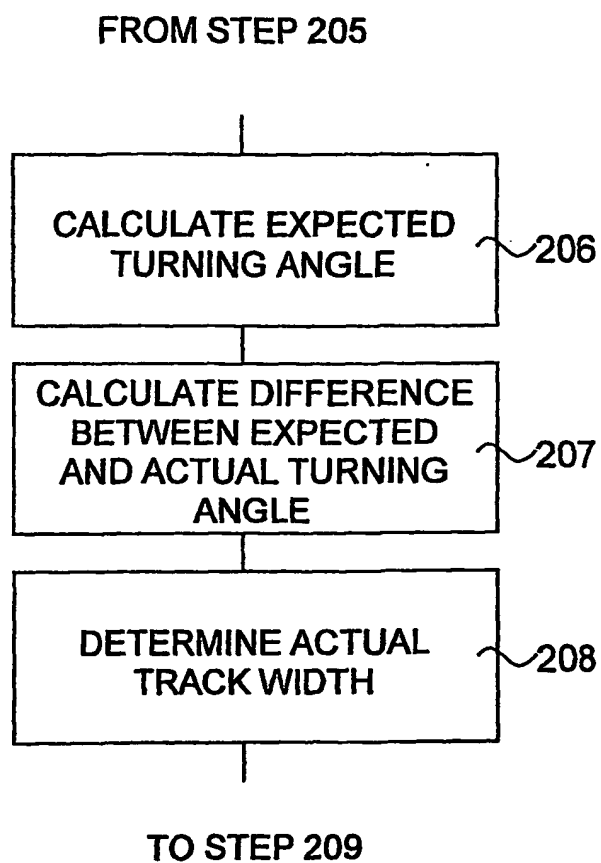 FROM STEP 205
CALCULATE EXPECTED
TURNING ANGLE
206
CALCULATE DIFFERENCE
BETWEEN EXPECTED
AND ACTUAL TURNING
ANGLE
207
DETERMINE ACTUAL
TRACK WIDTH
208
TO STEP 209